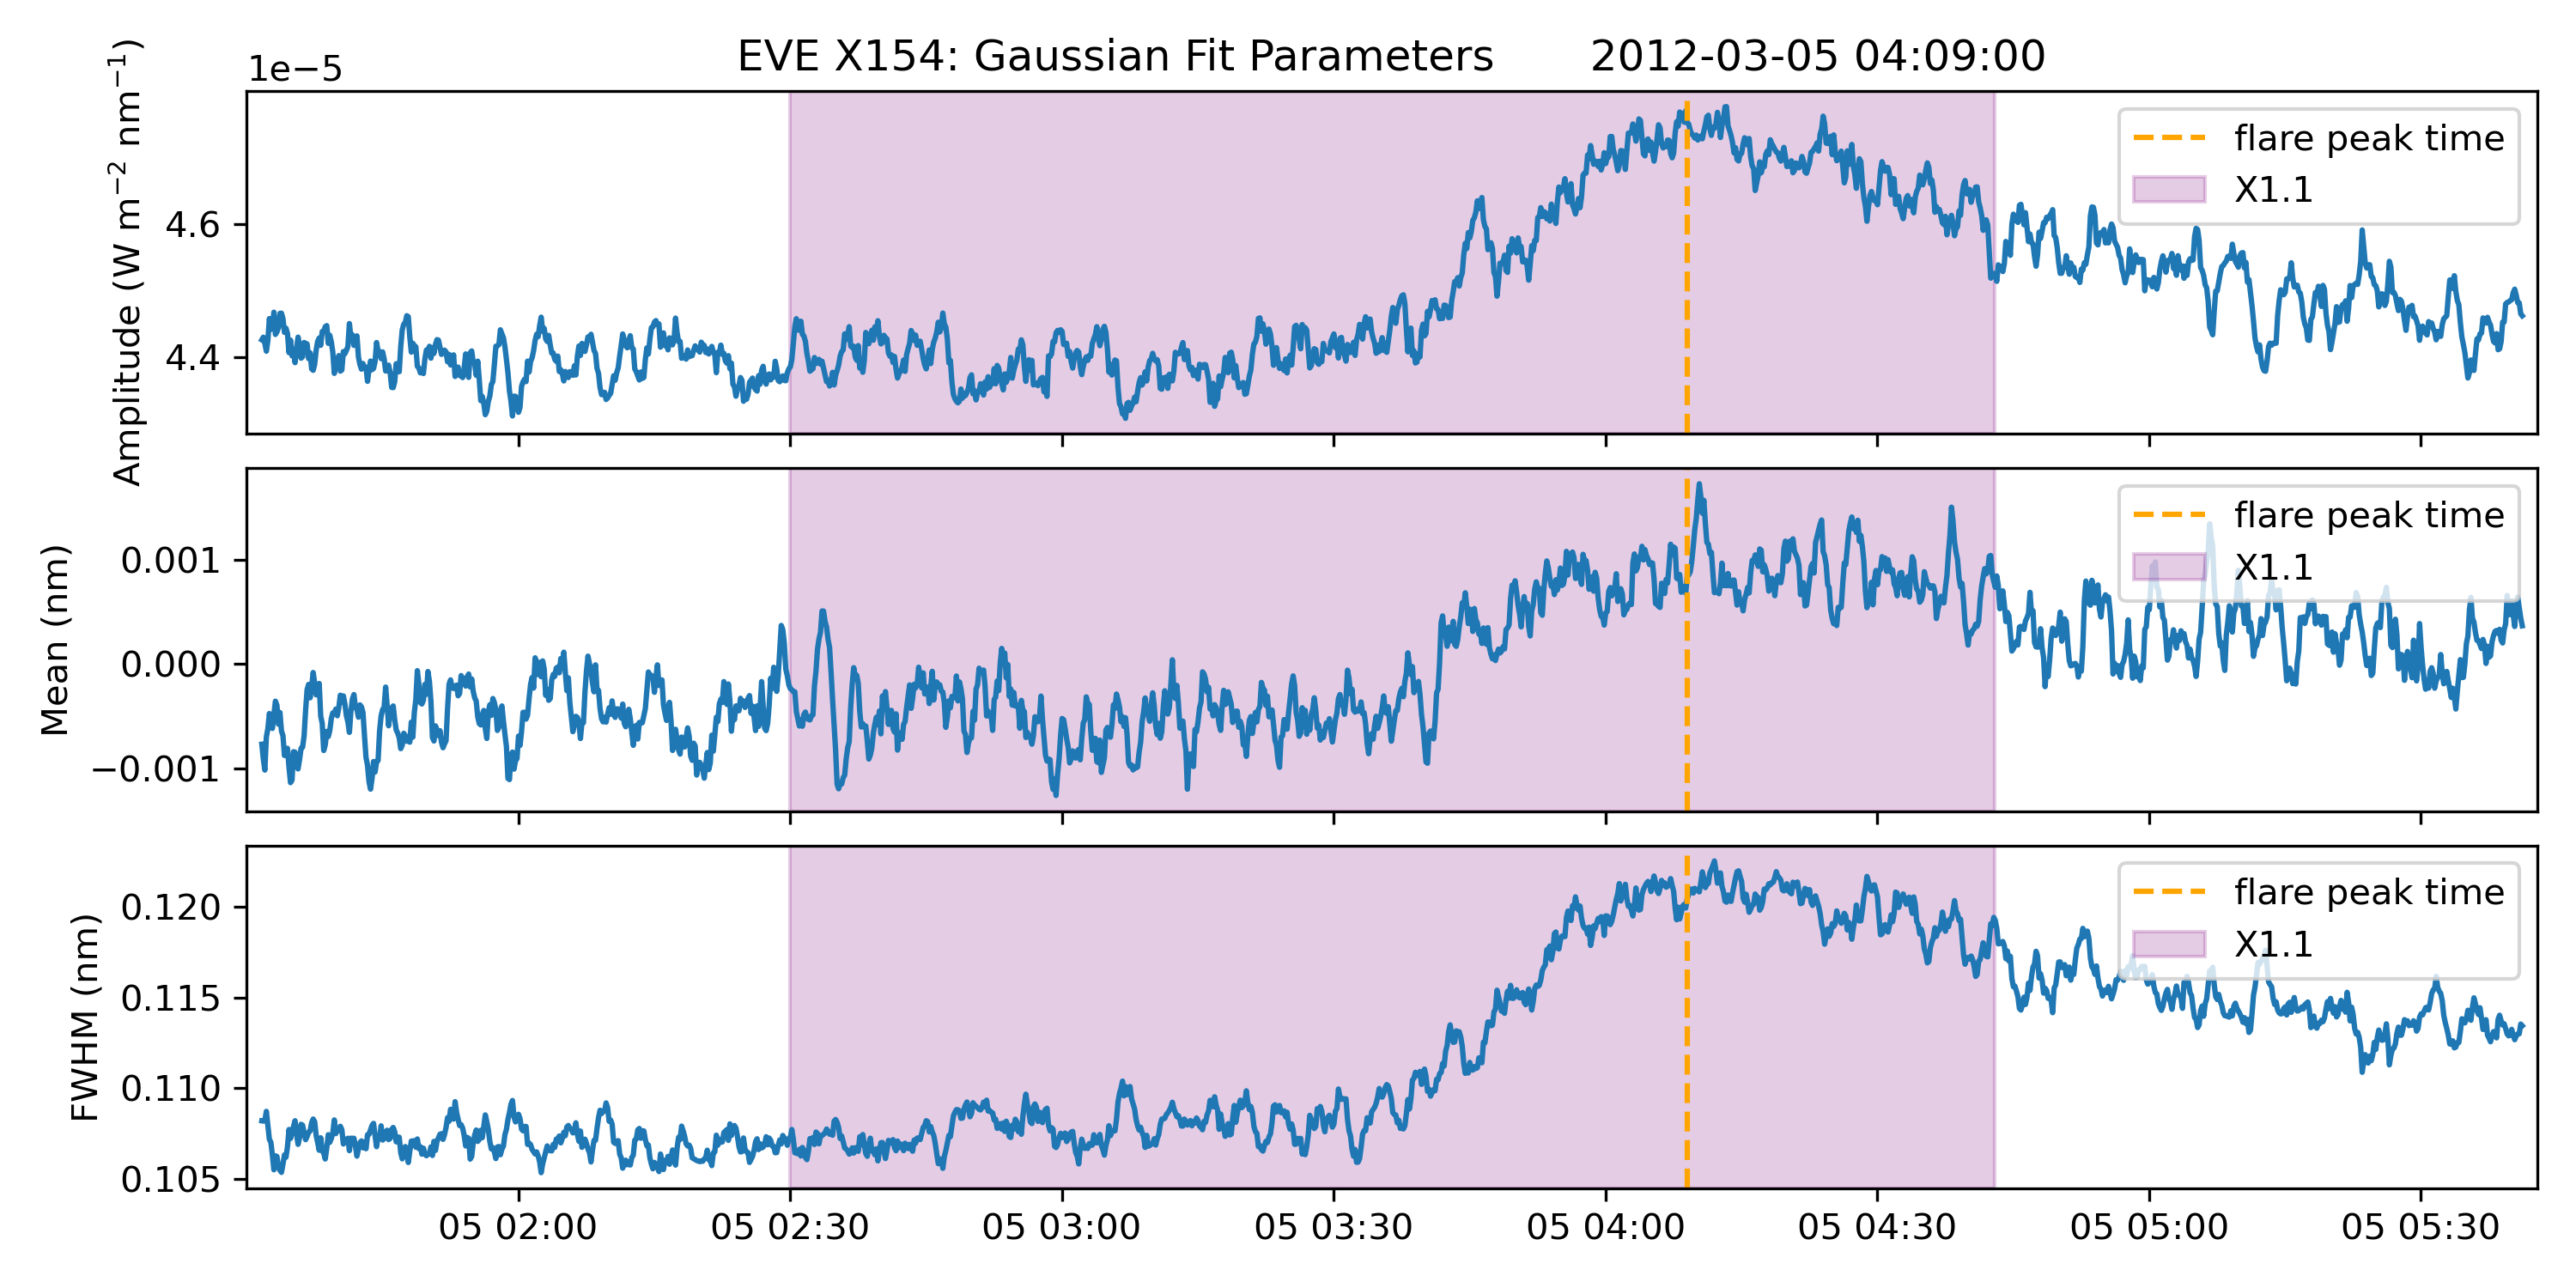 EVE X154: Gaussian Fit Parameters 2012-03-05 04:09:00
1e−5
Amplitude (W m⁻² nm⁻¹)
4.6
4.4
flare peak time
X1.1
Mean (nm)
0.001
0.000
−0.001
flare peak time
X1.1
FWHM (nm)
0.120
0.115
0.110
0.105
flare peak time
X1.1
05 02:00 05 02:30 05 03:00 05 03:30 05 04:00 05 04:30 05 05:00 05 05:30